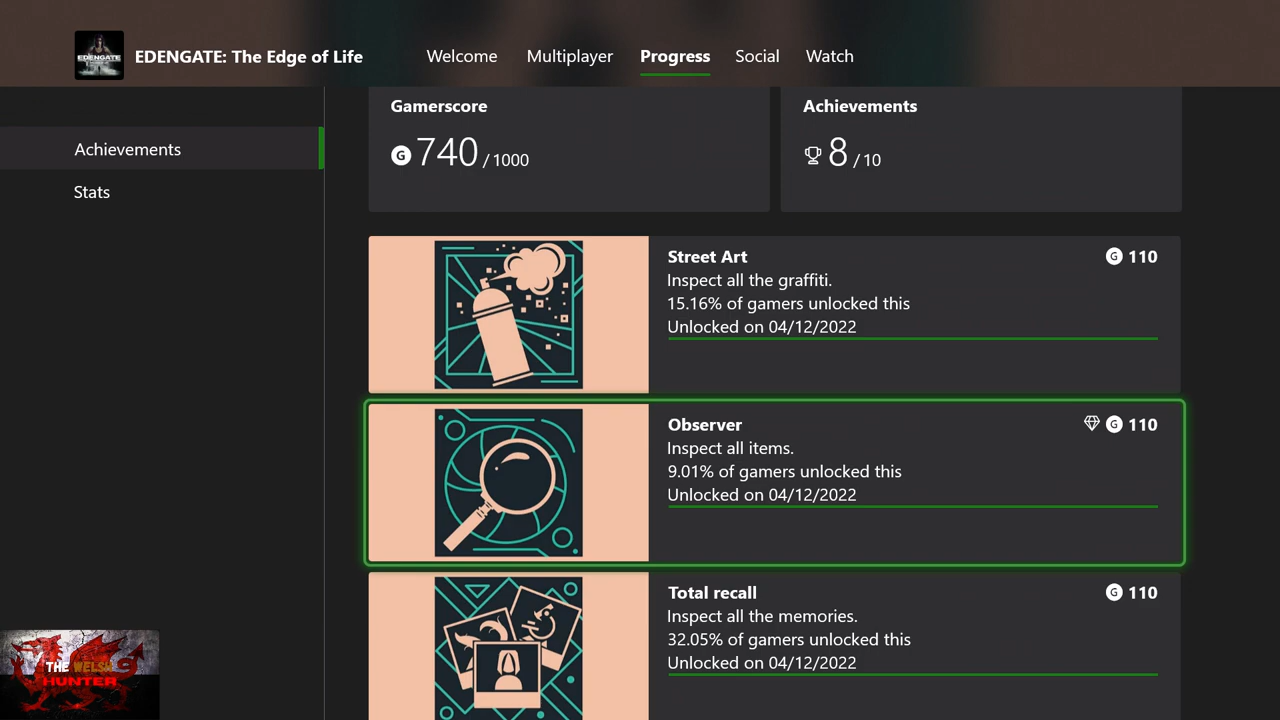 EDENGATE
EDENGATE: The Edge of Life
Welcome
Multiplayer
Progress
Social
Watch
Achievements
Stats
Gamerscore
G 740 / 1000
Achievements
8 / 10
Street Art
G 110
Inspect all the graffiti.
15.16% of gamers unlocked this
Unlocked on 04/12/2022
Observer
G 110
Inspect all items.
9.01% of gamers unlocked this
Unlocked on 04/12/2022
Total recall
G 110
Inspect all the memories.
32.05% of gamers unlocked this
Unlocked on 04/12/2022
THE WELSH
HUNTER